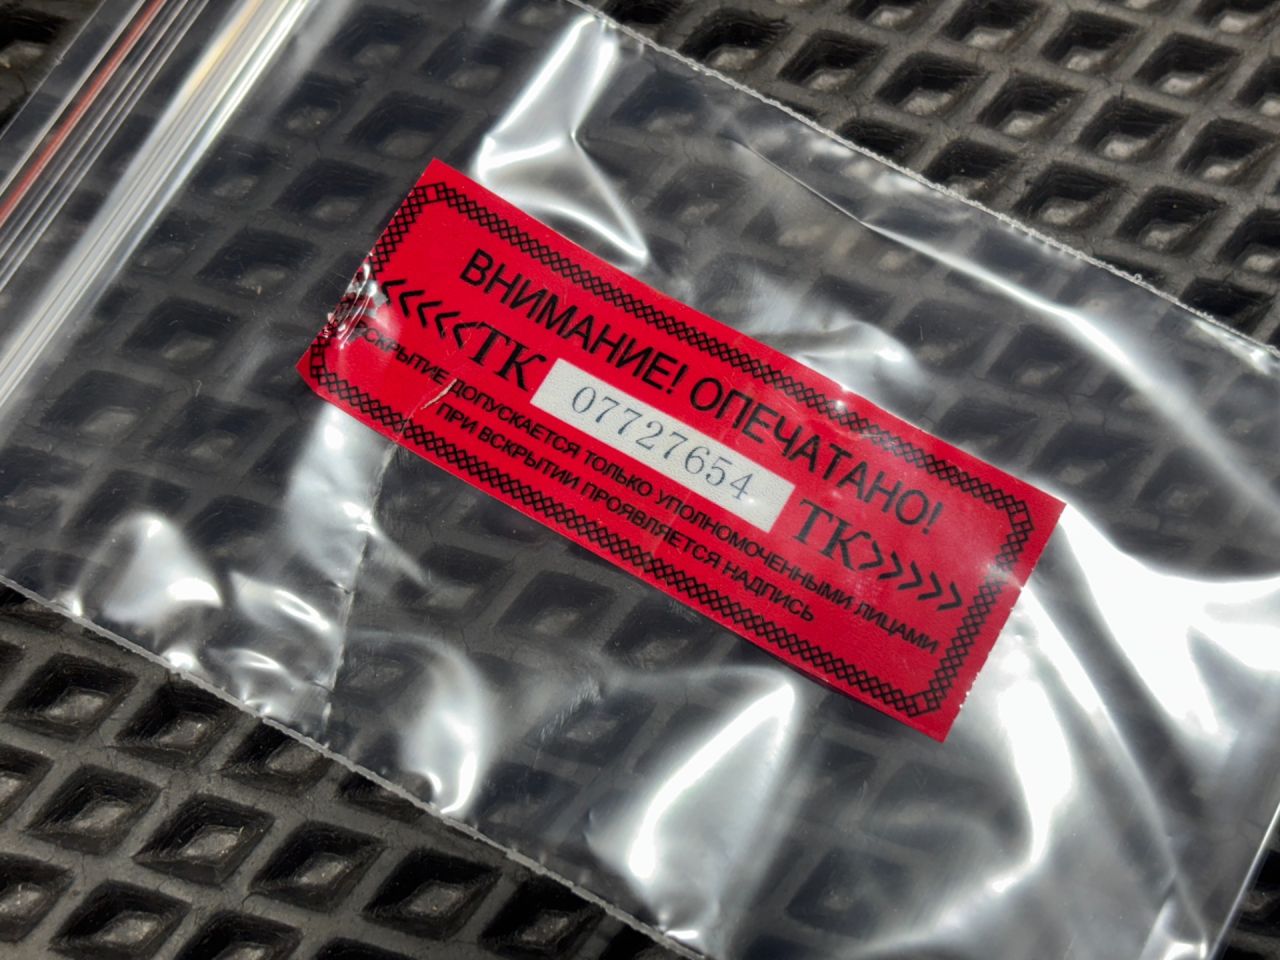 ВНИМАНИЕ! ОПЕЧАТАНО!
<<<<<ТК 07727654 ТК>>>>>
ВСКРЫТИЕ ДОПУСКАЕТСЯ ТОЛЬКО УПОЛНОМОЧЕННЫМИ ЛИЦАМИ
ПРИ ВСКРЫТИИ ПРОЯВЛЯЕТСЯ НАДПИСЬ